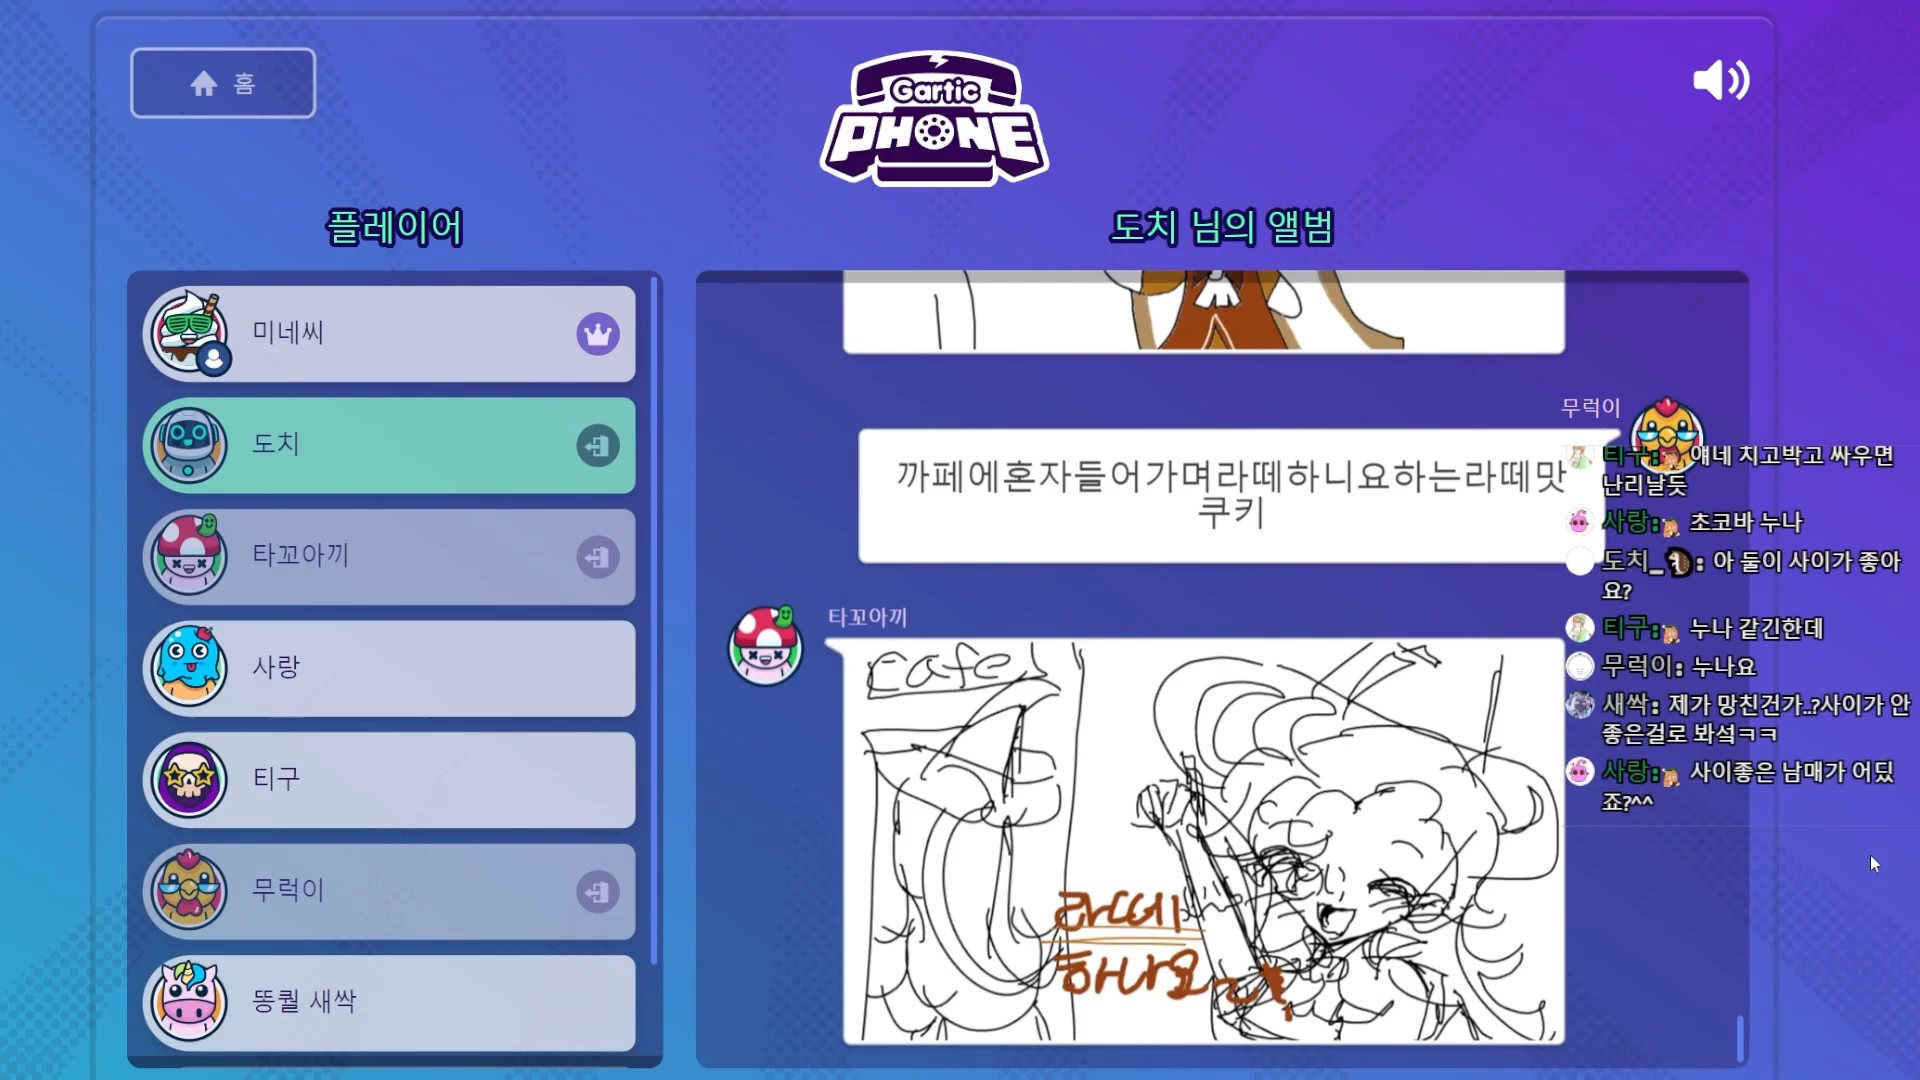 홈
Gartic
PHONE
플레이어
도치 님의 앨범
미네씨
도치
타꼬아끼
사랑
티구
무럭이
똥퀄 새싹
무럭이
까페에혼자들어가며라떼하니요하는라떼맛
쿠키
타꼬아끼
cafe
라떼
하나요~
티구: 얘네 치고박고 싸우면
난리날듯
사랑: 초코바 누나
도치_: 아 둘이 사이가 좋아
요?
티구: 누나 같긴한데
무럭이: 누나요
새싹: 제가 망친건가..?사이가 안
좋은걸로 봐석ㅋㅋ
사랑: 사이좋은 남매가 어딨
죠?^^